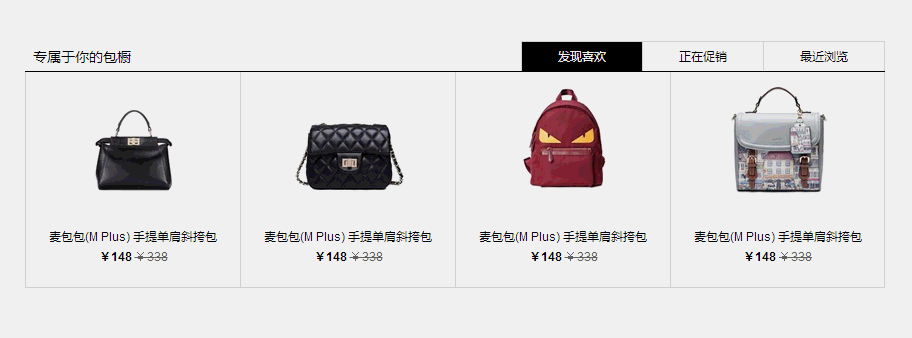 专属于你的包橱
发现喜欢 正在促销 最近浏览
麦包包(M Plus) 手提单肩斜挎包 麦包包(M Plus) 手提单肩斜挎包 麦包包(M Plus) 手提单肩斜挎包 麦包包(M Plus) 手提单肩斜挎包
￥148 ￥338 ￥148 ￥338 ￥148 ￥338 ￥148 ￥338